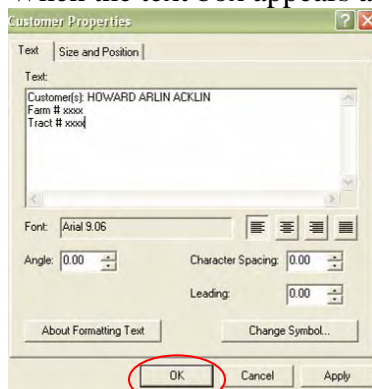 When the text box appears a
Customer Properties
Text Size and Position
Text:
Customer(s): HOWARD ARLIN ACKLIN
Farm # xxxx
Tract # xxxx
Font: Arial 9.06
Angle: 0.00 Character Spacing: 0.00
Leading: 0.00
About Formatting Text Change Symbol...
OK Cancel Apply